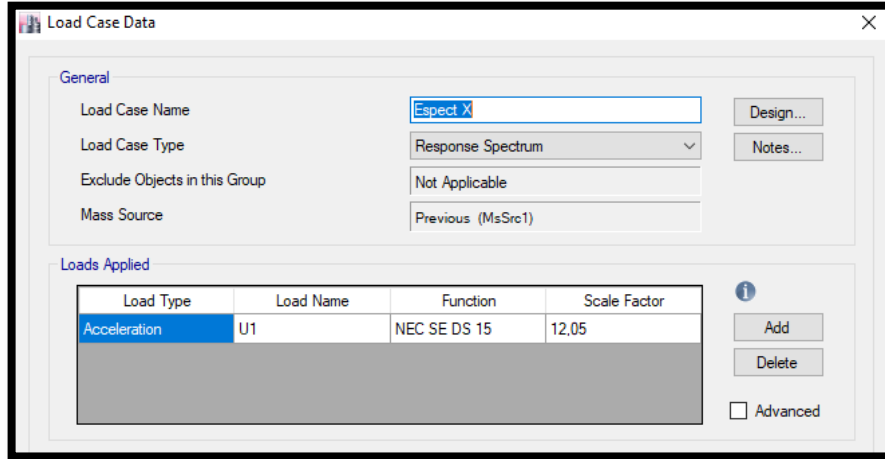 Load Case Data
General
Load Case Name Espect X Design...
Load Case Type Response Spectrum Notes...
Exclude Objects in this Group Not Applicable
Mass Source Previous (MsSrc1)
Loads Applied
Load Type Load Name Function Scale Factor
Acceleration U1 NEC SE DS 15 12,05 Add
Delete
Advanced